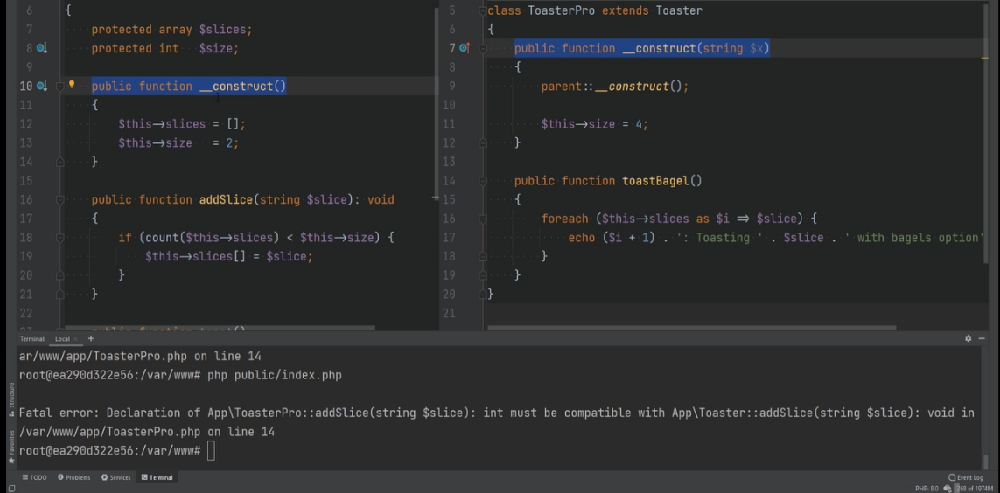 6 {
7 protected array $slices;
8 protected int $size;
9
10 public function __construct()
11 {
12 $this→slices = [];
13 $this→size = 2;
14 }
15
16 public function addSlice(string $slice): void
17 {
18 if (count($this→slices) < $this→size) {
19 $this→slices[] = $slice;
20 }
21 }
22
5 class ToasterPro extends Toaster
6 {
7 public function __construct(string $x)
8 {
9 parent::__construct();
10
11 $this→size = 4;
12 }
13
14 public function toastBagel()
15 {
16 foreach ($this→slices as $i ⇒ $slice) {
17 echo ($i + 1) . ': Toasting ' . $slice . ' with bagels option'
18 }
19 }
20 }
21
Terminal: Local × +
ar/www/app/ToasterPro.php on line 14
root@ea290d322e56:/var/www# php public/index.php
Fatal error: Declaration of App\ToasterPro::addSlice(string $slice): int must be compatible with App\Toaster::addSlice(string $slice): void in
/var/www/app/ToasterPro.php on line 14
root@ea290d322e56:/var/www#
Structure
Favorites
TODO Problems Services Terminal Event Log
PHP: 8.0 268 of 1974M